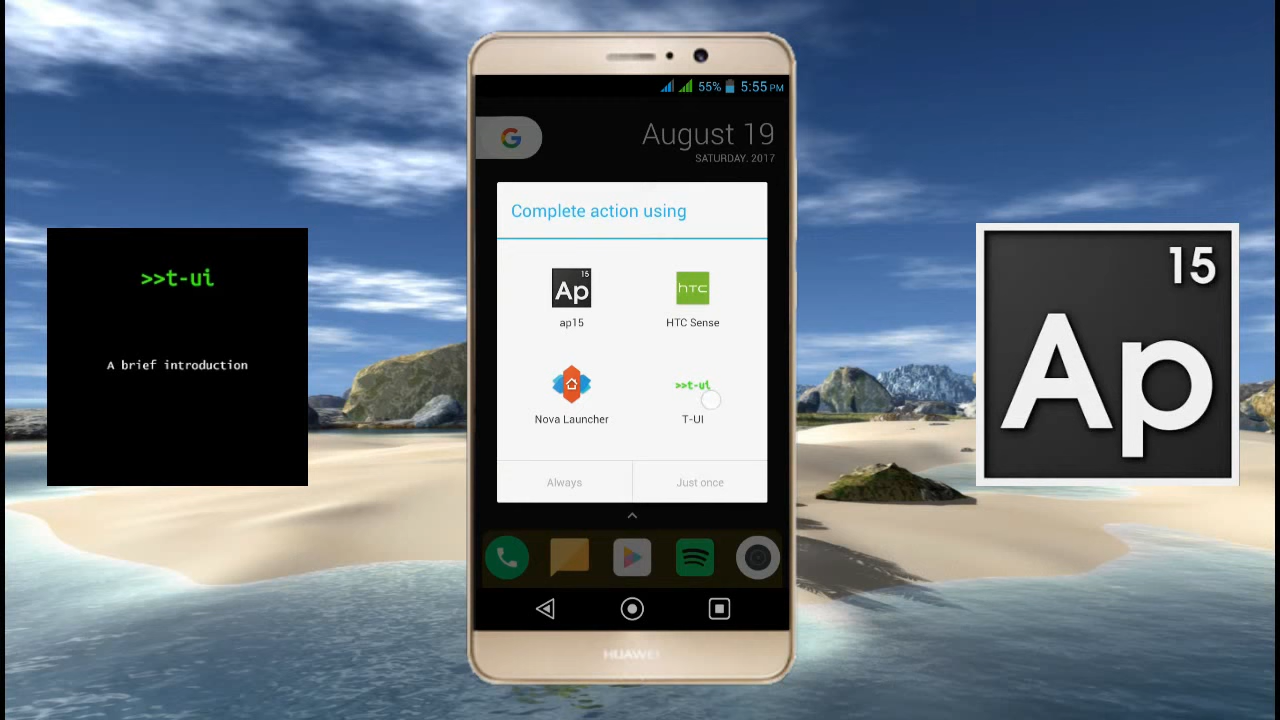 55% 5:55 PM
G
August 19
SATURDAY, 2017
Complete action using
15
Ap
ap15
hTC
HTC Sense
Nova Launcher
>>t-ui
T-UI
Always
Just once
HUAWEI
>>t-ui
A brief introduction
15
Ap